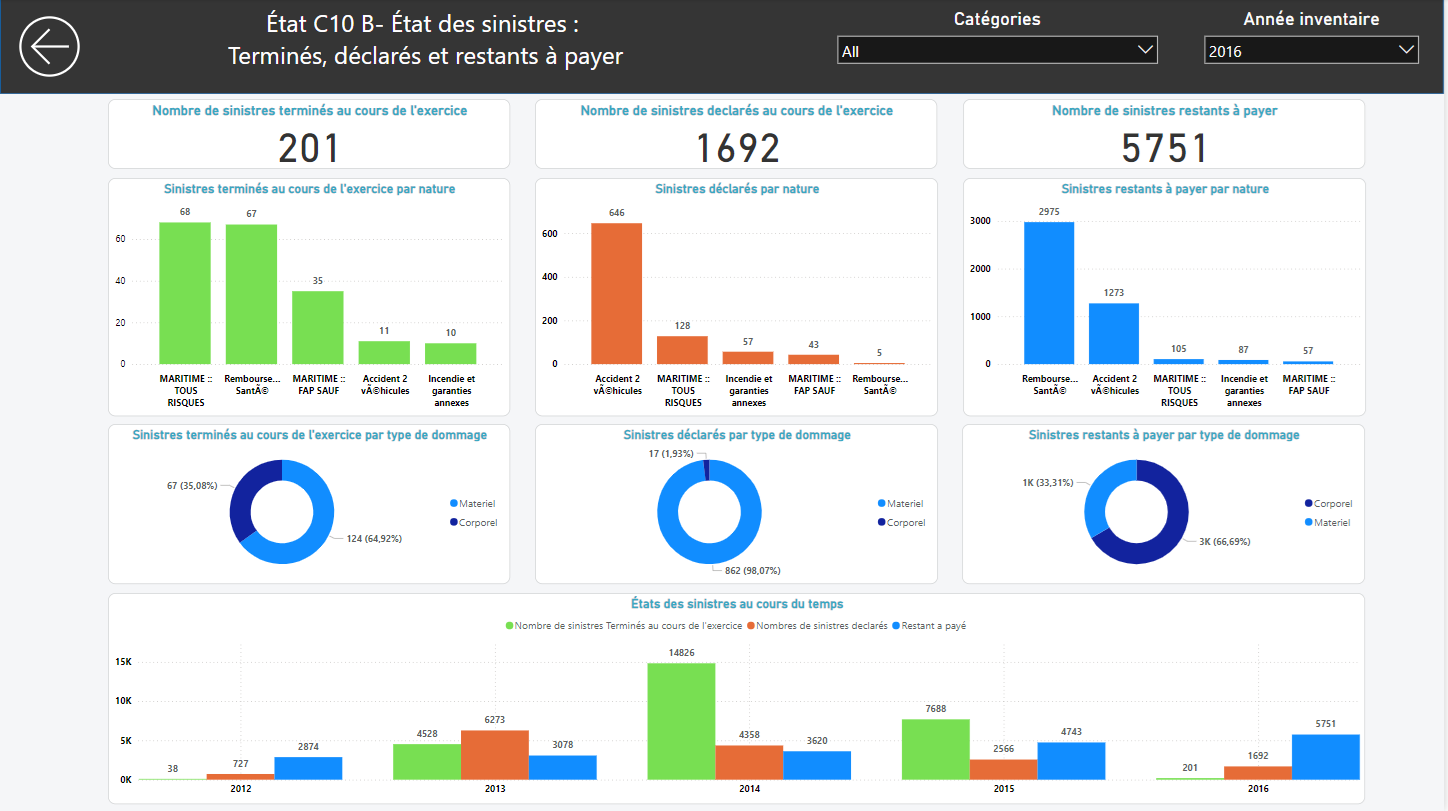 État C10 B- État des sinistres :
Terminés, déclarés et restants à payer
Catégories
All
Année inventaire
2016
Nombre de sinistres terminés au cours de l'exercice
201
Nombre de sinistres declarés au cours de l'exercice
1692
Nombre de sinistres restants à payer
5751
Sinistres terminés au cours de l'exercice par nature
68
67
35
11
10
60
40
20
0
MARITIME ::
TOUS
RISQUES
Rembourse...
SantÃ©
MARITIME ::
FAP SAUF
Accident 2
vÃ©hicules
Incendie et
garanties
annexes
Sinistres déclarés par nature
646
128
57
43
5
600
400
200
0
Accident 2
vÃ©hicules
MARITIME ::
TOUS
RISQUES
Incendie et
garanties
annexes
MARITIME ::
FAP SAUF
Rembourse...
SantÃ©
Sinistres restants à payer par nature
2975
1273
105
87
57
3000
2000
1000
0
Rembourse...
SantÃ©
Accident 2
vÃ©hicules
MARITIME ::
TOUS
RISQUES
Incendie et
garanties
annexes
MARITIME ::
FAP SAUF
Sinistres terminés au cours de l'exercice par type de dommage
67 (35,08%)
124 (64,92%)
Materiel
Corporel
Sinistres déclarés par type de dommage
17 (1,93%)
862 (98,07%)
Materiel
Corporel
Sinistres restants à payer par type de dommage
1K (33,31%)
3K (66,69%)
Corporel
Materiel
États des sinistres au cours du temps
Nombre de sinistres Terminés au cours de l'exercice Nombres de sinistres declarés Restant a payé
15K
10K
5K
0K
38
727
2874
4528
6273
3078
14826
4358
3620
7688
2566
4743
201
1692
5751
2012
2013
2014
2015
2016